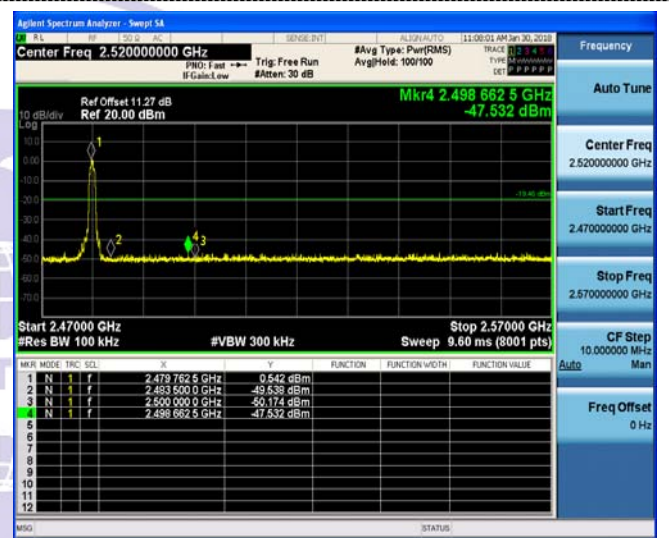 Agilent Spectrum Analyzer - Swept SA
RL RF 50 Ω AC SENSE:INT ALIGN AUTO 11:08:01 AM Jan 30, 2018
Center Freq 2.520000000 GHz #Avg Type: Pwr(RMS) TRACE 1 2 3 4 5 6 Frequency
PNO: Fast Trig: Free Run Avg|Hold: 100/100 TYPE
IFGain:Low #Atten: 30 dB DET P P P P P P
Auto Tune
Mkr4 2.498 662 5 GHz
Ref Offset 11.27 dB
10 dB/div Ref 20.00 dBm -47.532 dBm
Log
10.0
1
0.00
-10.0
-20.0
-19.40 dBm
-30.0
-40.0
2 4 3
-50.0
-60.0
-70.0
Center Freq
2.520000000 GHz
Start Freq
2.470000000 GHz
Stop Freq
2.570000000 GHz
Start 2.47000 GHz Stop 2.57000 GHz
#Res BW 100 kHz #VBW 300 kHz Sweep 9.60 ms (8001 pts)
CF Step
10.000000 MHz
Auto Man
Freq Offset
0 Hz
MKR MODE TRC SCL X Y FUNCTION FUNCTION WIDTH FUNCTION VALUE
1 N 1 f 2.479 762 5 GHz 0.542 dBm
2 N 1 f 2.483 500 0 GHz -49.538 dBm
3 N 1 f 2.500 000 0 GHz -50.174 dBm
4 N 1 f 2.498 662 5 GHz -47.532 dBm
5
6
7
8
9
10
11
12
MSG STATUS